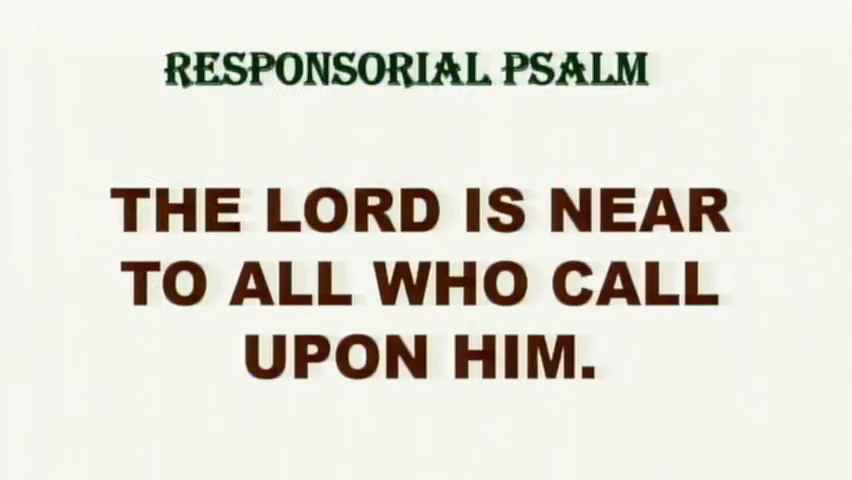 RESPONSORIAL PSALM
THE LORD IS NEAR
TO ALL WHO CALL
UPON HIM.